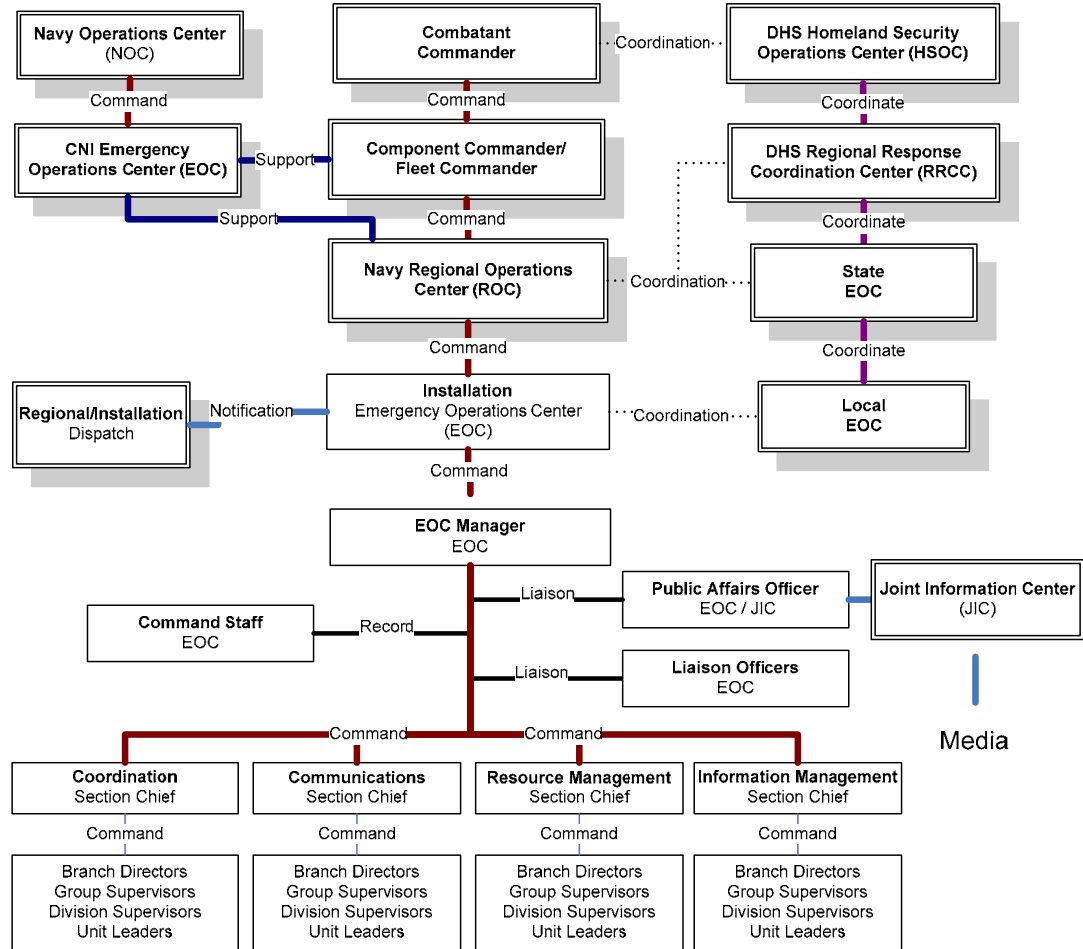 Navy Operations Center
(NOC)
Combatant
Commander
Coordination
DHS Homeland Security
Operations Center (HSOC)
Command
Command
Coordinate
CNI Emergency
Operations Center (EOC)
Support
Component Commander/
Fleet Commander
DHS Regional Response
Coordination Center (RRCC)
Support
Command
Coordinate
Navy Regional Operations
Center (ROC)
Coordination
State
EOC
Command
Coordinate
Regional/Installation
Dispatch
Notification
Installation
Emergency Operations Center
(EOC)
Coordination
Local
EOC
Command
EOC Manager
EOC
Liaison
Public Affairs Officer
EOC / JIC
Joint Information Center
(JIC)
Command Staff
EOC
Record
Liaison
Liaison Officers
EOC
Media
Command
Command
Coordination
Section Chief
Communications
Section Chief
Resource Management
Section Chief
Information Management
Section Chief
Command
Command
Command
Command
Branch Directors
Group Supervisors
Division Supervisors
Unit Leaders
Branch Directors
Group Supervisors
Division Supervisors
Unit Leaders
Branch Directors
Group Supervisors
Division Supervisors
Unit Leaders
Branch Directors
Group Supervisors
Division Supervisors
Unit Leaders